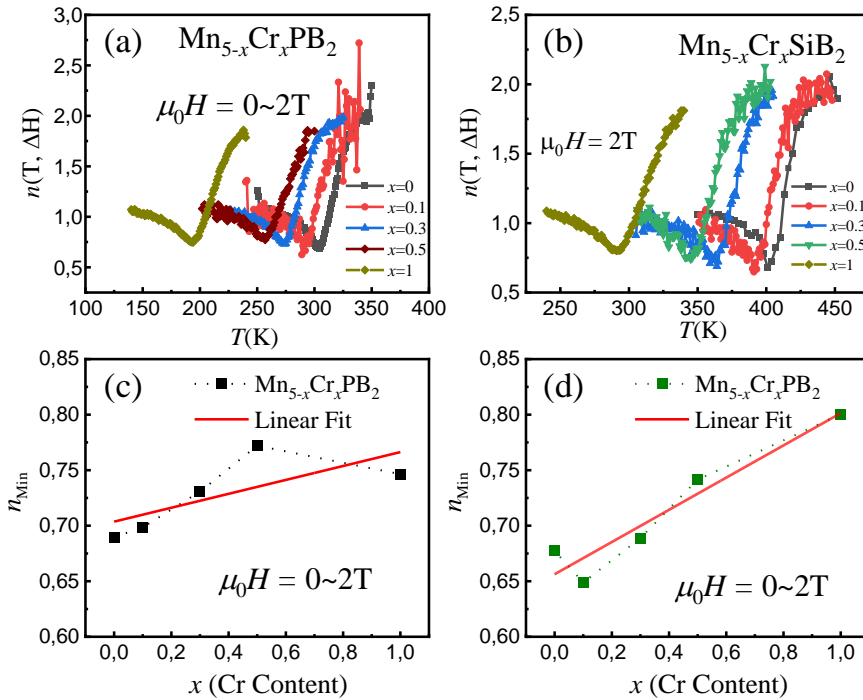 (a)
Mn5-xCrxPB2
μ0H = 0~2T
n(T, ΔH)
3,0
2,5
2,0
1,5
1,0
0,5
x=0
x=0.1
x=0.3
x=0.5
x=1
100 150 200 250 300 350 400
T(K)
(b)
Mn5-xCrxSiB2
μ0H = 2T
n(T, ΔH)
2,5
2,0
1,5
1,0
0,5
x=0
x=0.1
x=0.3
x=0.5
x=1
250 300 350 400 450
T(K)
(c)
Mn5-xCrxPB2
Linear Fit
nMin
0,85
0,80
0,75
0,70
0,65
0,60
μ0H = 0~2T
0,0 0,2 0,4 0,6 0,8 1,0
x (Cr Content)
(d)
Mn5-xCrxPB2
Linear Fit
nMin
0,85
0,80
0,75
0,70
0,65
0,60
μ0H = 0~2T
0,0 0,2 0,4 0,6 0,8 1,0
x (Cr Content)